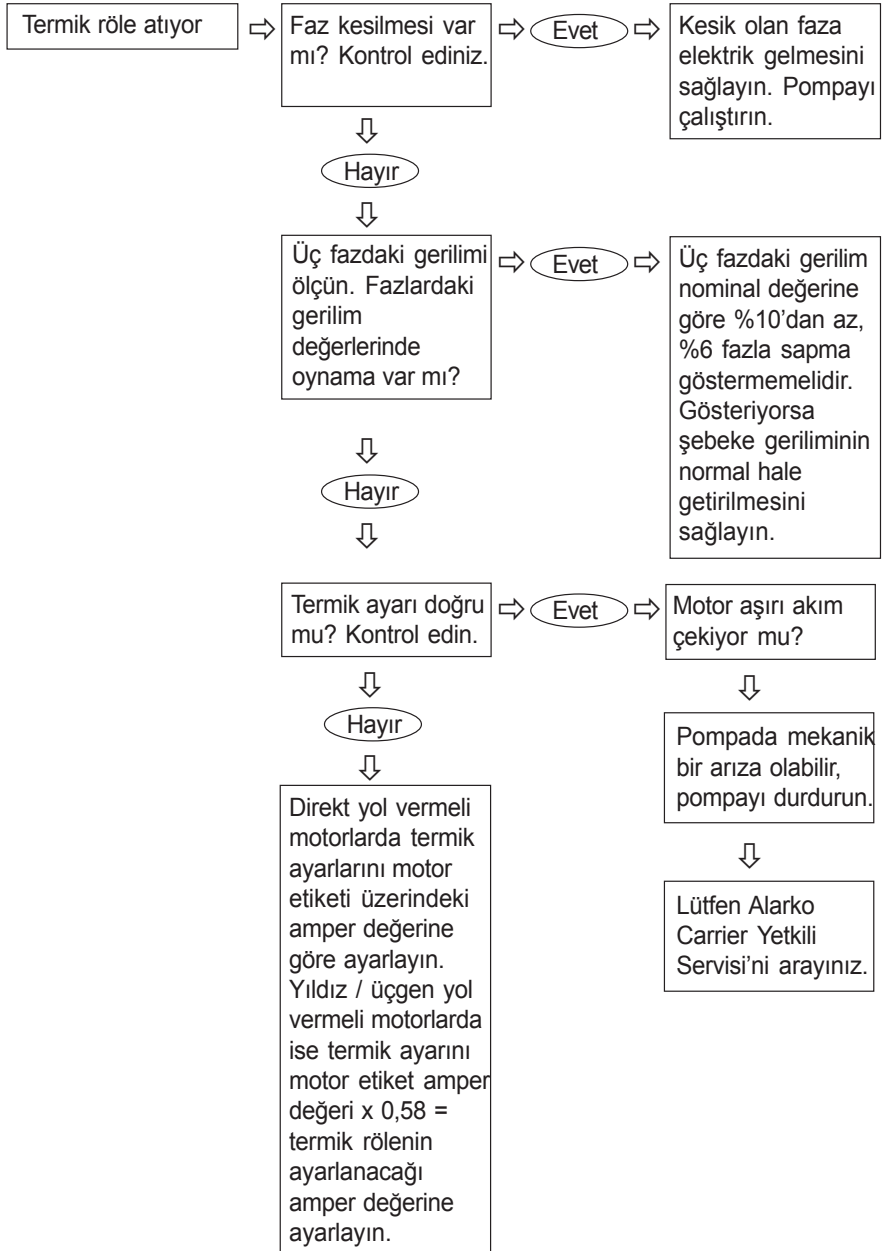 Termik röle atıyor
Faz kesilmesi var
mı? Kontrol ediniz.
Evet
Kesik olan faza
elektrik gelmesini
sağlayın. Pompayı
çalıştırın.
Hayır
Üç fazdaki gerilimi
ölçün. Fazlardaki
gerilim
değerlerinde
oynama var mı?
Evet
Üç fazdaki gerilim
nominal değerine
göre %10’dan az,
%6 fazla sapma
göstermemelidir.
Gösteriyorsa
şebeke geriliminin
normal hale
getirilmesini
sağlayın.
Hayır
Termik ayarı doğru
mu? Kontrol edin.
Evet
Motor aşırı akım
çekiyor mu?
Hayır
Pompada mekanik
bir arıza olabilir,
pompayı durdurun.
Direkt yol vermeli
motorlarda termik
ayarlarını motor
etiketi üzerindeki
amper değerine
göre ayarlayın.
Yıldız / üçgen yol
vermeli motorlarda
ise termik ayarını
motor etiket amper
değeri x 0,58 =
termik rölenin
ayarlanacağı
amper değerine
ayarlayın.
Lütfen Alarko
Carrier Yetkili
Servisi’ni arayınız.